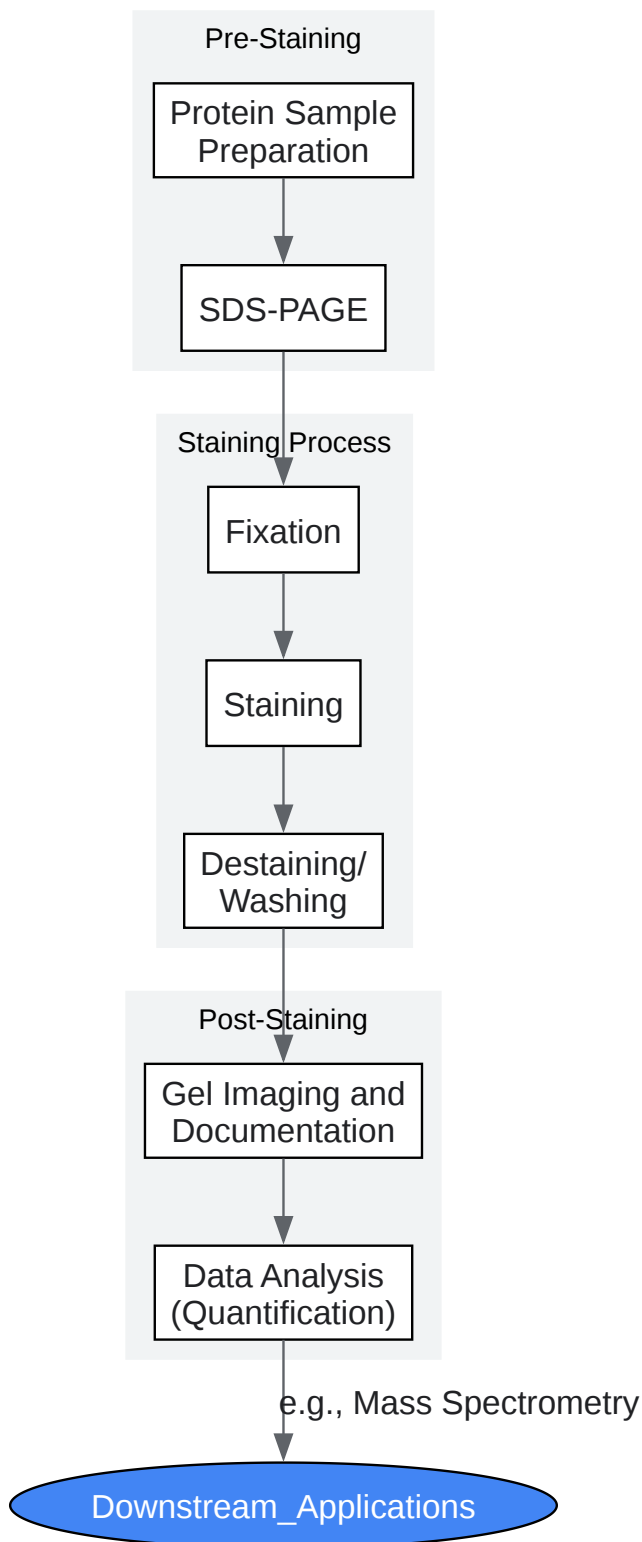 Pre-Staining
Protein Sample
Preparation
SDS-PAGE
Staining Process
Fixation
Staining
Destaining/
Washing
Post-Staining
Gel Imaging and
Documentation
Data Analysis
(Quantification)
e.g., Mass Spectrometry
Downstream_Applications